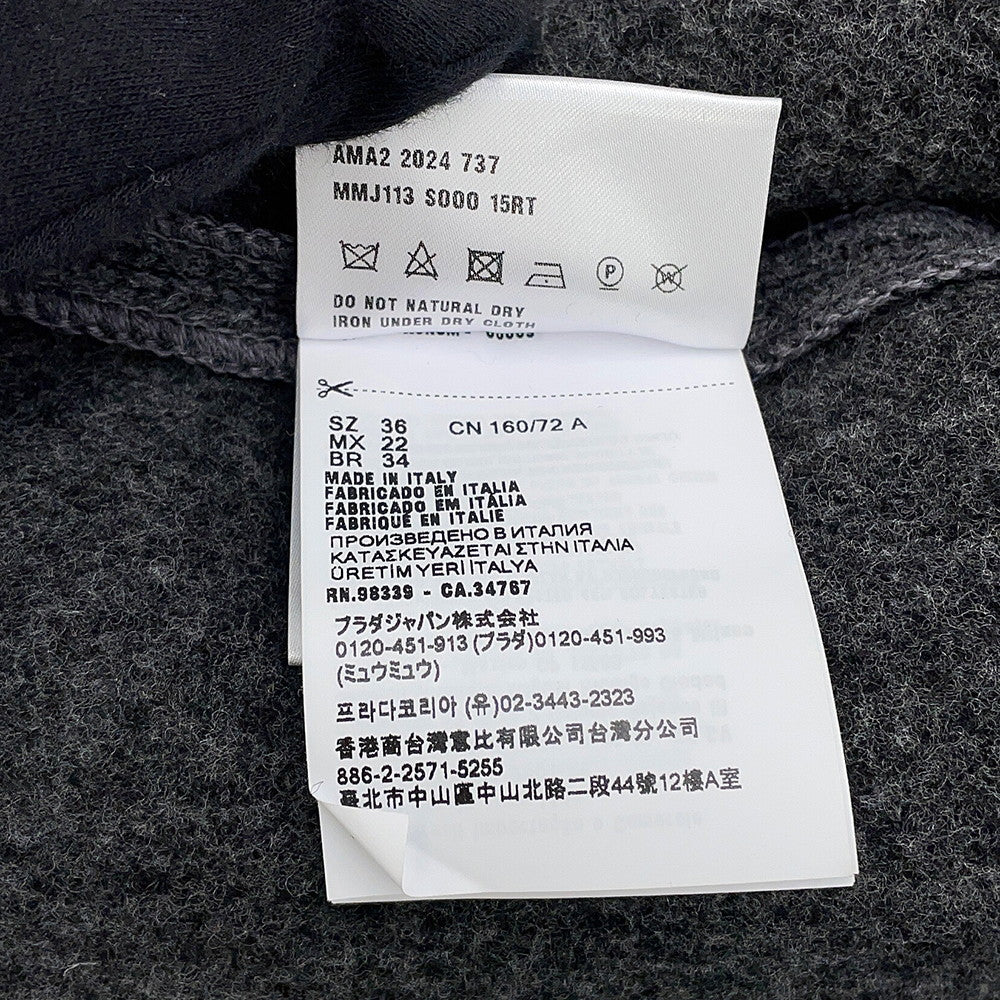 AMA2 2024 737
MMJ113 S000 15RT
P
W
DO NOT NATURAL DRY
IRON UNDER DRY CLOTH
SZ 36 CN 160/72 A
MX 22
BR 34
MADE IN ITALY
FABRICADO EN ITALIA
FABRICADO EM ITÁLIA
FABRIQUÉ EN ITALIE
ПРОИЗВЕДЕНО В ИТАЛИЯ
ΚΑΤΑΣΚΕΥΑΖΕΤΑΙ ΣΤΗΝ ΙΤΑΛΙΑ
ÜRETİM YERİ İTALYA
RN.98339 - CA.34767
プラダジャパン株式会社
0120-451-913 (プラダ)0120-451-993
(ミュウミュウ)
프라다코리아 (유)02-3443-2323
香港商台灣憙比有限公司台灣分公司
886-2-2571-5255
臺北市中山區中山北路二段44號12樓A室